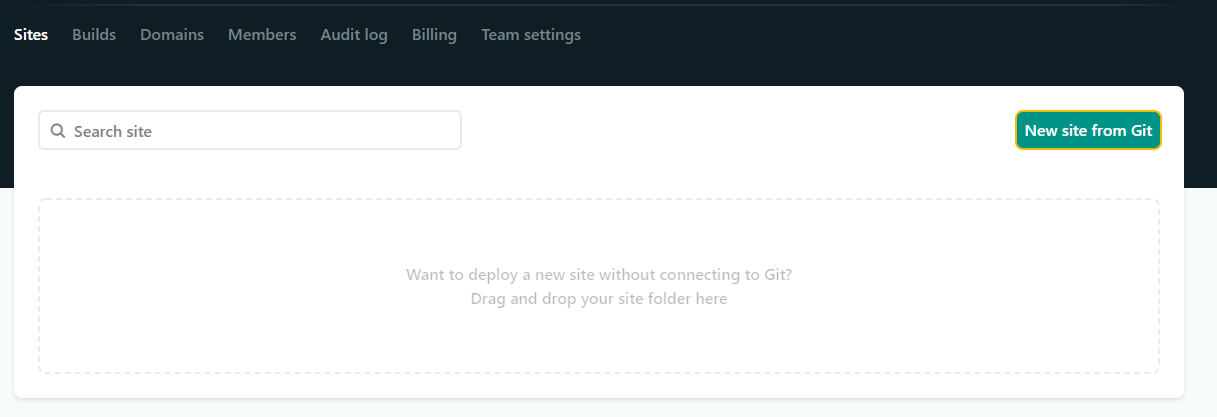 Sites Builds Domains Members Audit log Billing Team settings
Search site
New site from Git
Want to deploy a new site without connecting to Git?
Drag and drop your site folder here